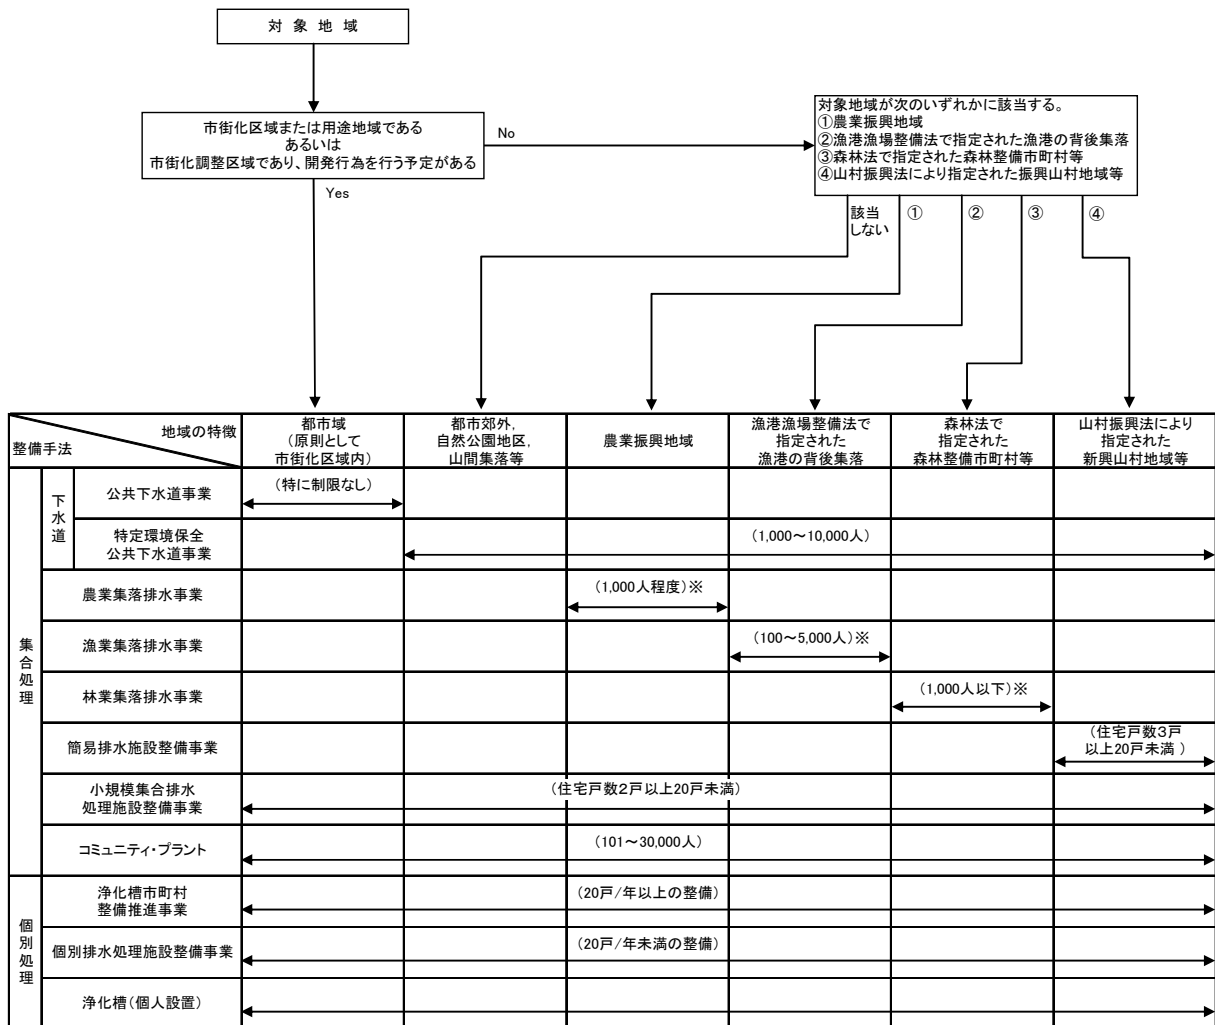 対 象 地 域
市街化区域または用途地域である
あるいは
市街化調整区域であり、開発行為を行う予定がある
No
Yes
対象地域が次のいずれかに該当する。
①農業振興地域
②漁港漁場整備法で指定された漁港の背後集落
③森林法で指定された森林整備市町村等
④山村振興法により指定された振興山村地域等
該当
しない
①
②
③
④
地域の特徴
整備手法
都市域
(原則として
市街化区域内)
都市郊外,
自然公園地区,
山間集落等
農業振興地域
漁港漁場整備法で
指定された
漁港の背後集落
森林法で
指定された
森林整備市町村等
山村振興法により
指定された
新興山村地域等
集合処理
下水道
公共下水道事業
(特に制限なし)
特定環境保全
公共下水道事業
(1,000～10,000人)
農業集落排水事業
(1,000人程度)※
漁業集落排水事業
(100～5,000人)※
林業集落排水事業
(1,000人以下)※
簡易排水施設整備事業
(住宅戸数3戸
以上20戸未満 )
小規模集合排水
処理施設整備事業
(住宅戸数2戸以上20戸未満)
コミュニティ・プラント
(101～30,000人)
個別処理
浄化槽市町村
整備推進事業
(20戸/年以上の整備)
個別排水処理施設整備事業
(20戸/年未満の整備)
浄化槽(個人設置)